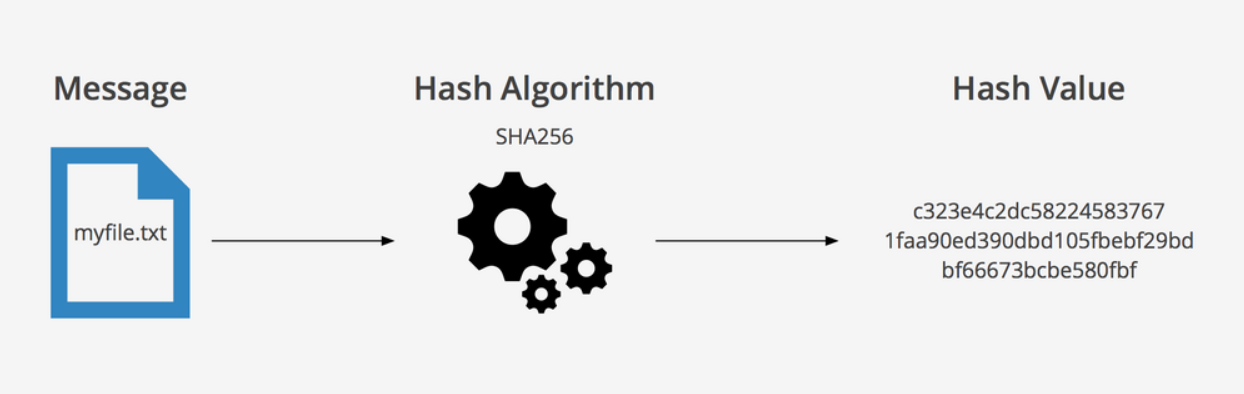 Message
Hash Algorithm
Hash Value
SHA256
myfile.txt
c323e4c2dc58224583767
1faa90ed390dbd105fbebf29bd
bf66673bcbe580fbf